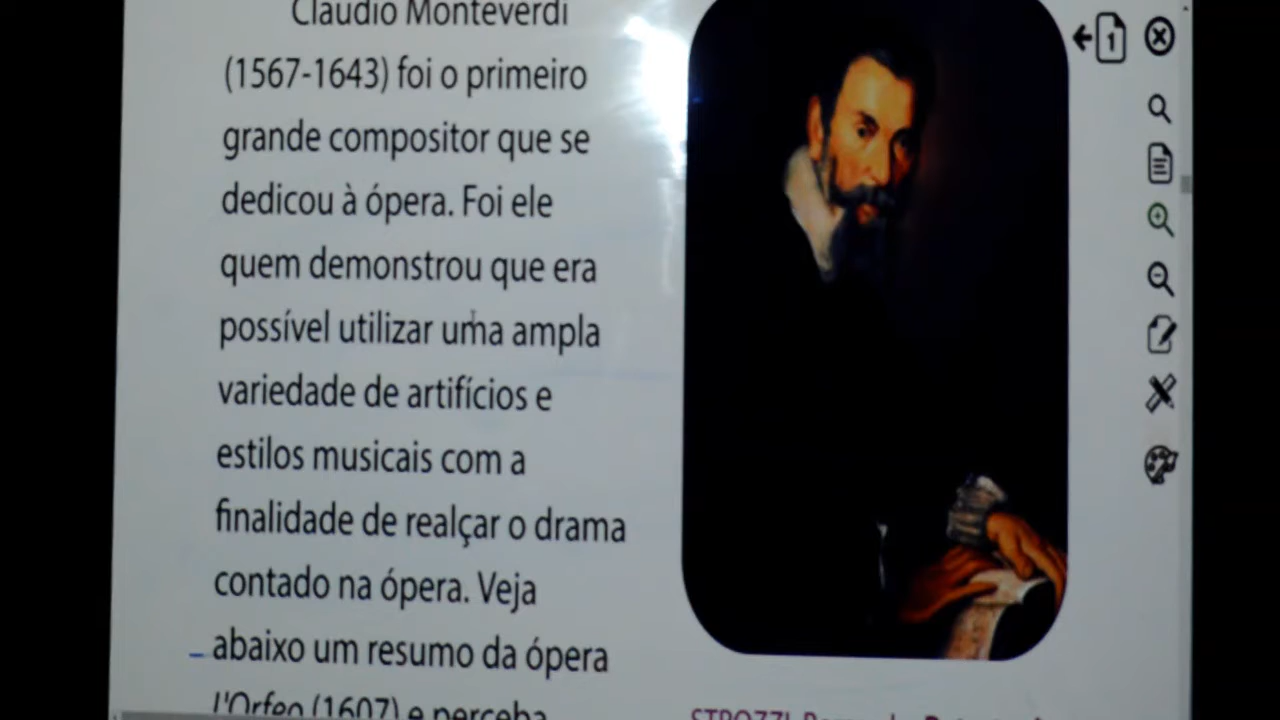 Claudio Monteverdi
(1567-1643) foi o primeiro
grande compositor que se
dedicou à ópera. Foi ele
quem demonstrou que era
possível utilizar uma ampla
variedade de artifícios e
estilos musicais com a
finalidade de realçar o drama
contado na ópera. Veja
abaixo um resumo da ópera
l'Orfeo (1607) e perceba
STROZZI
1